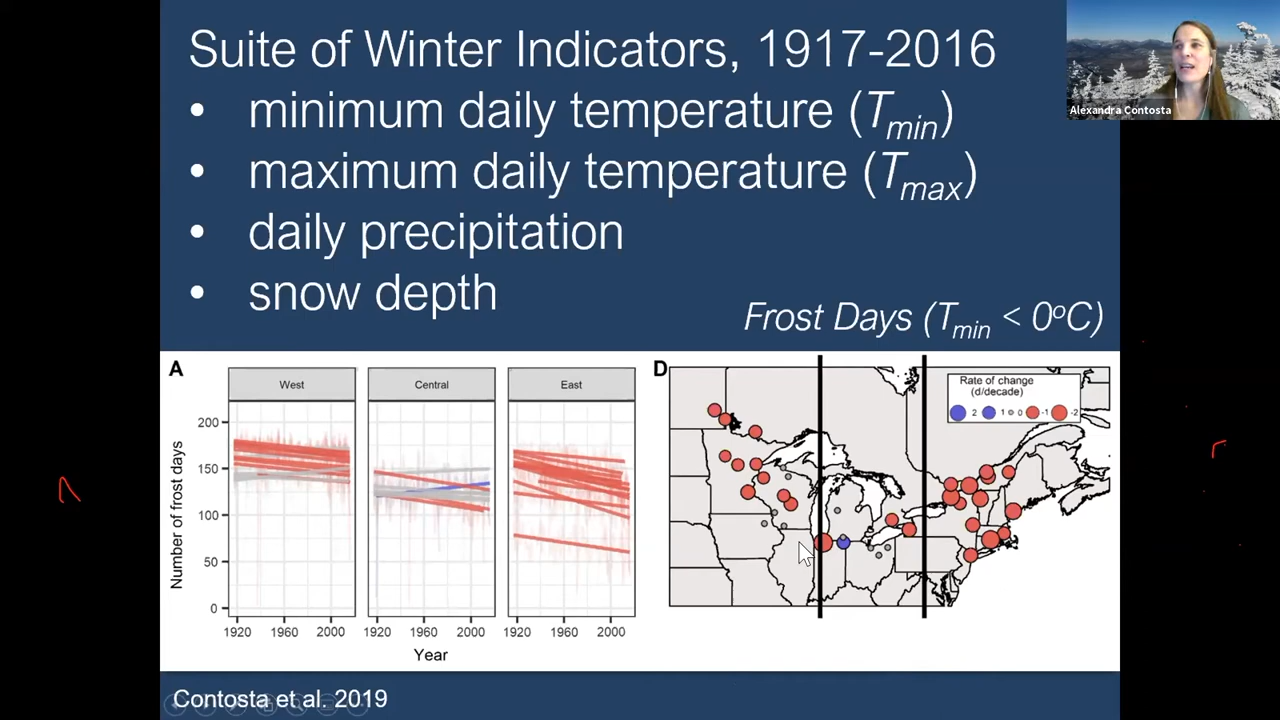 Suite of Winter Indicators, 1917-2016
• minimum daily temperature (Tmin)
• maximum daily temperature (Tmax)
• daily precipitation
• snow depth
Frost Days (Tmin < 0°C)
Alexandra Contosta
A
West
Central
East
Number of frost days
200
150
100
50
0
1920 1960 2000
1920 1960 2000
1920 1960 2000
Year
D
Rate of change
(d/decade)
2 1 0 -1 -2
Contosta et al. 2019